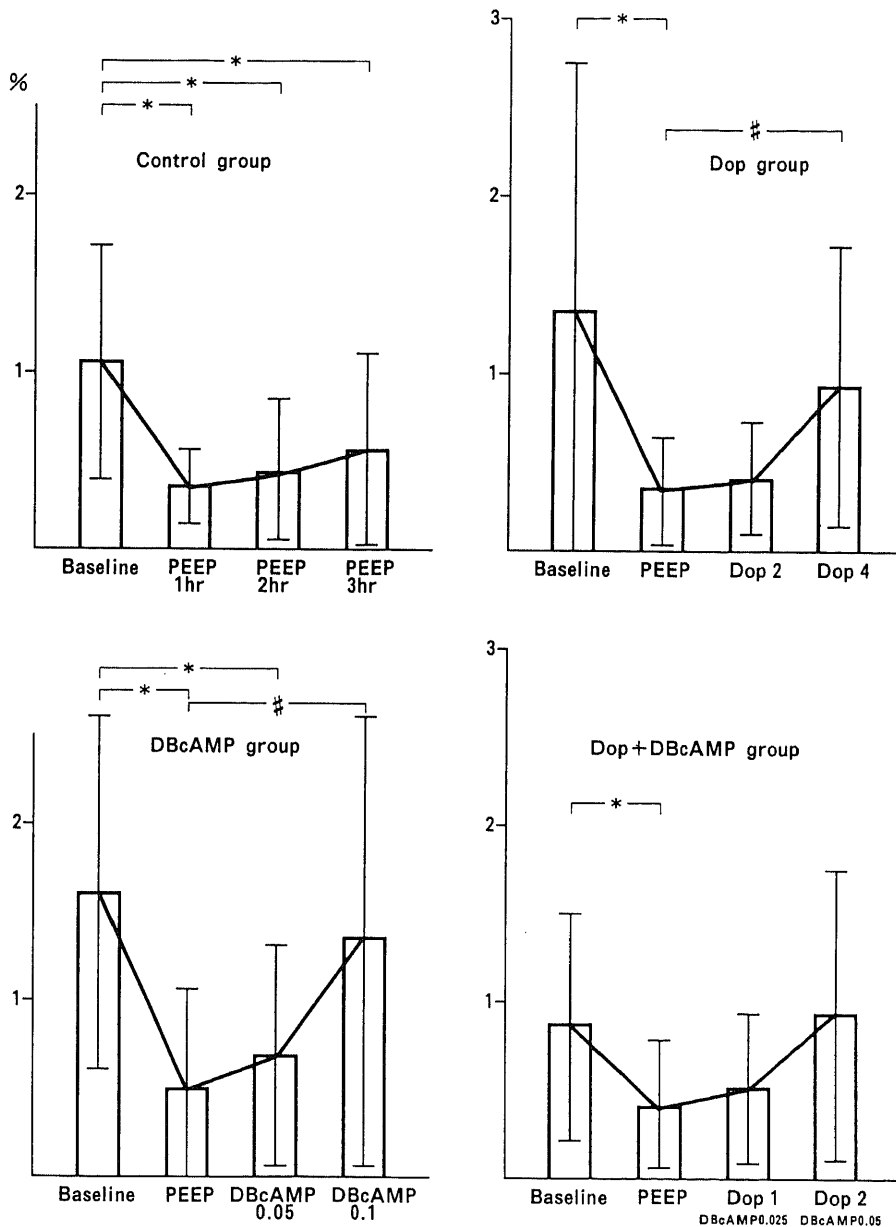 %
*
*
*
Control group
2
1
Baseline PEEP 1hr PEEP 2hr PEEP 3hr
3
*
#
Dop group
2
1
Baseline PEEP Dop 2 Dop 4
*
*
#
DBcAMP group
2
1
Baseline PEEP DBcAMP 0.05 DBcAMP 0.1
3
Dop+DBcAMP group
2
*
1
Baseline PEEP Dop 1 DBcAMP0.025 Dop 2 DBcAMP0.05